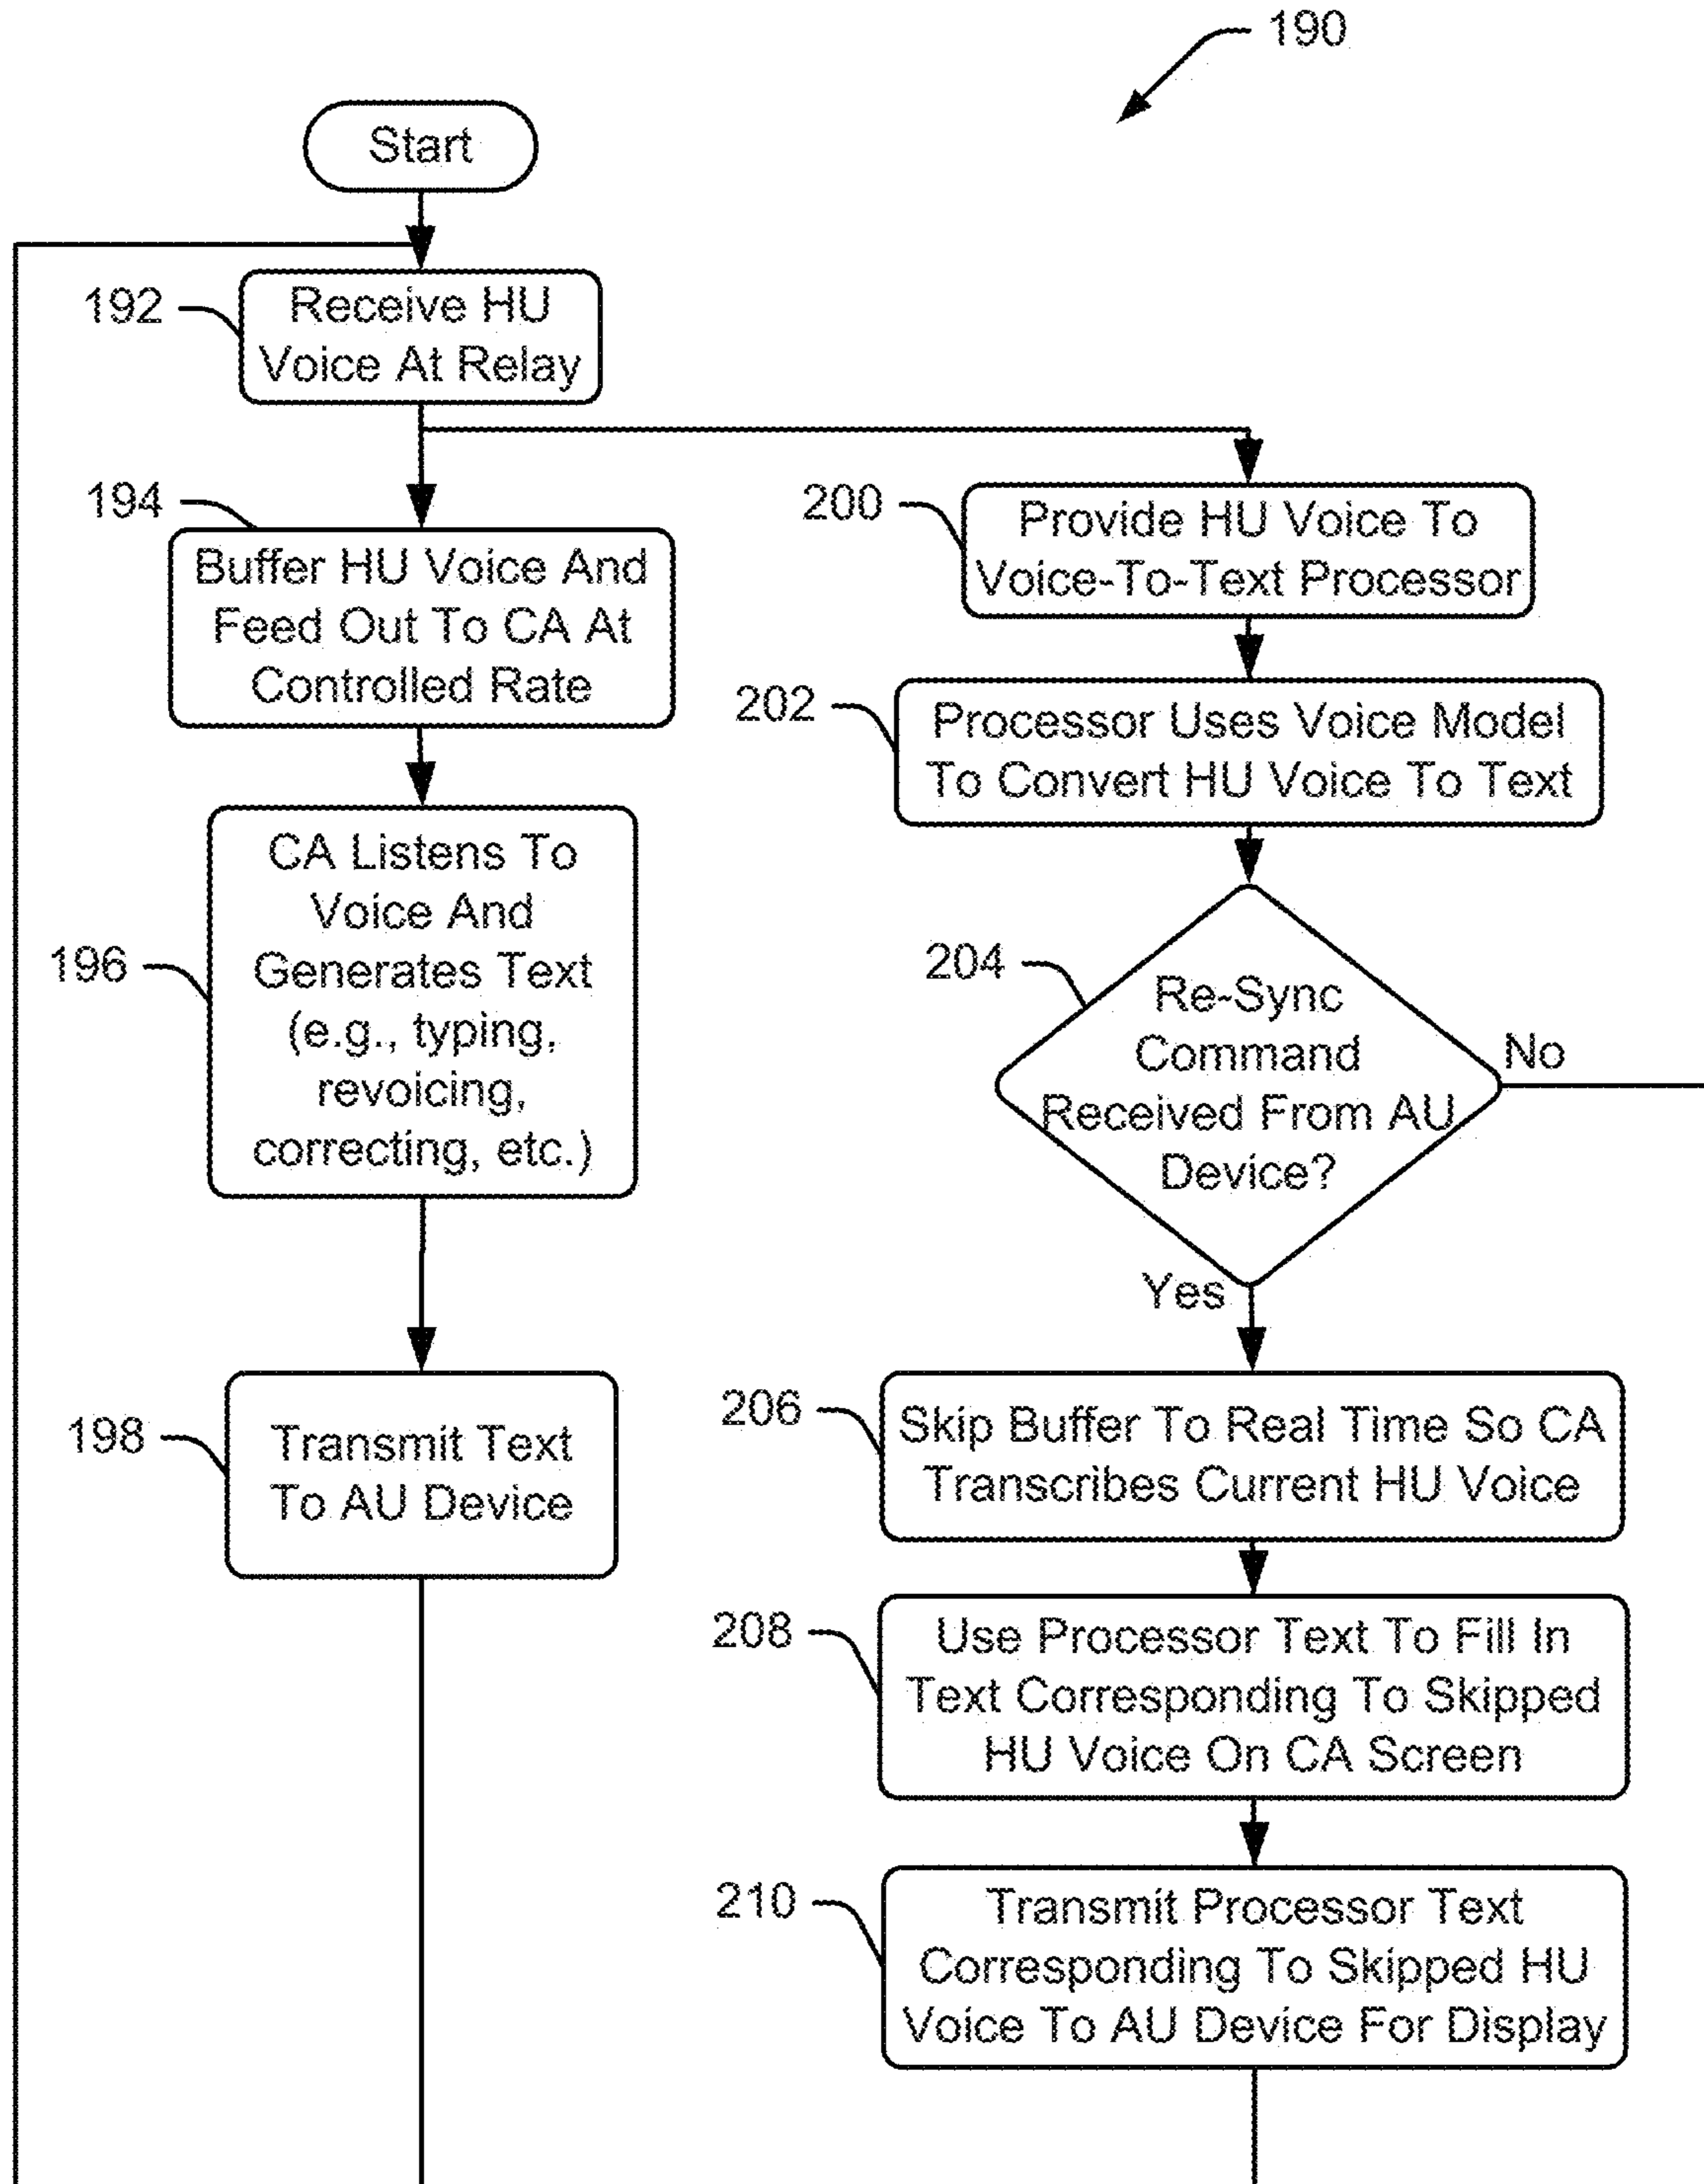 190
Start
192
Receive HU
Voice At Relay
194
Buffer HU Voice And
Feed Out To CA At
Controlled Rate
196
CA Listens To
Voice And
Generates Text
(e.g., typing,
revoicing,
correcting, etc.)
198
Transmit Text
To AU Device
200
Provide HU Voice To
Voice-To-Text Processor
202
Processor Uses Voice Model
To Convert HU Voice To Text
204
Re-Sync
Command
Received From AU
Device?
No
Yes
206
Skip Buffer To Real Time So CA
Transcribes Current HU Voice
208
Use Processor Text To Fill In
Text Corresponding To Skipped
HU Voice On CA Screen
210
Transmit Processor Text
Corresponding To Skipped HU
Voice To AU Device For Display